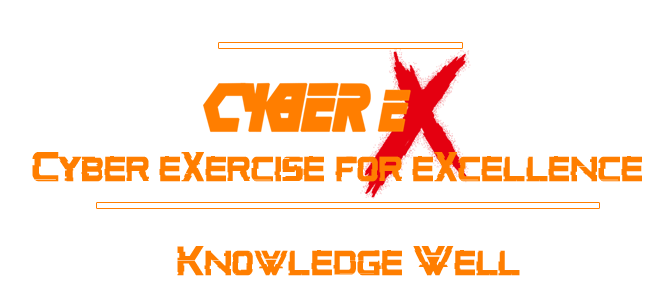 CYBER eX
Cyber eXercise for eXcellence
Knowledge Well